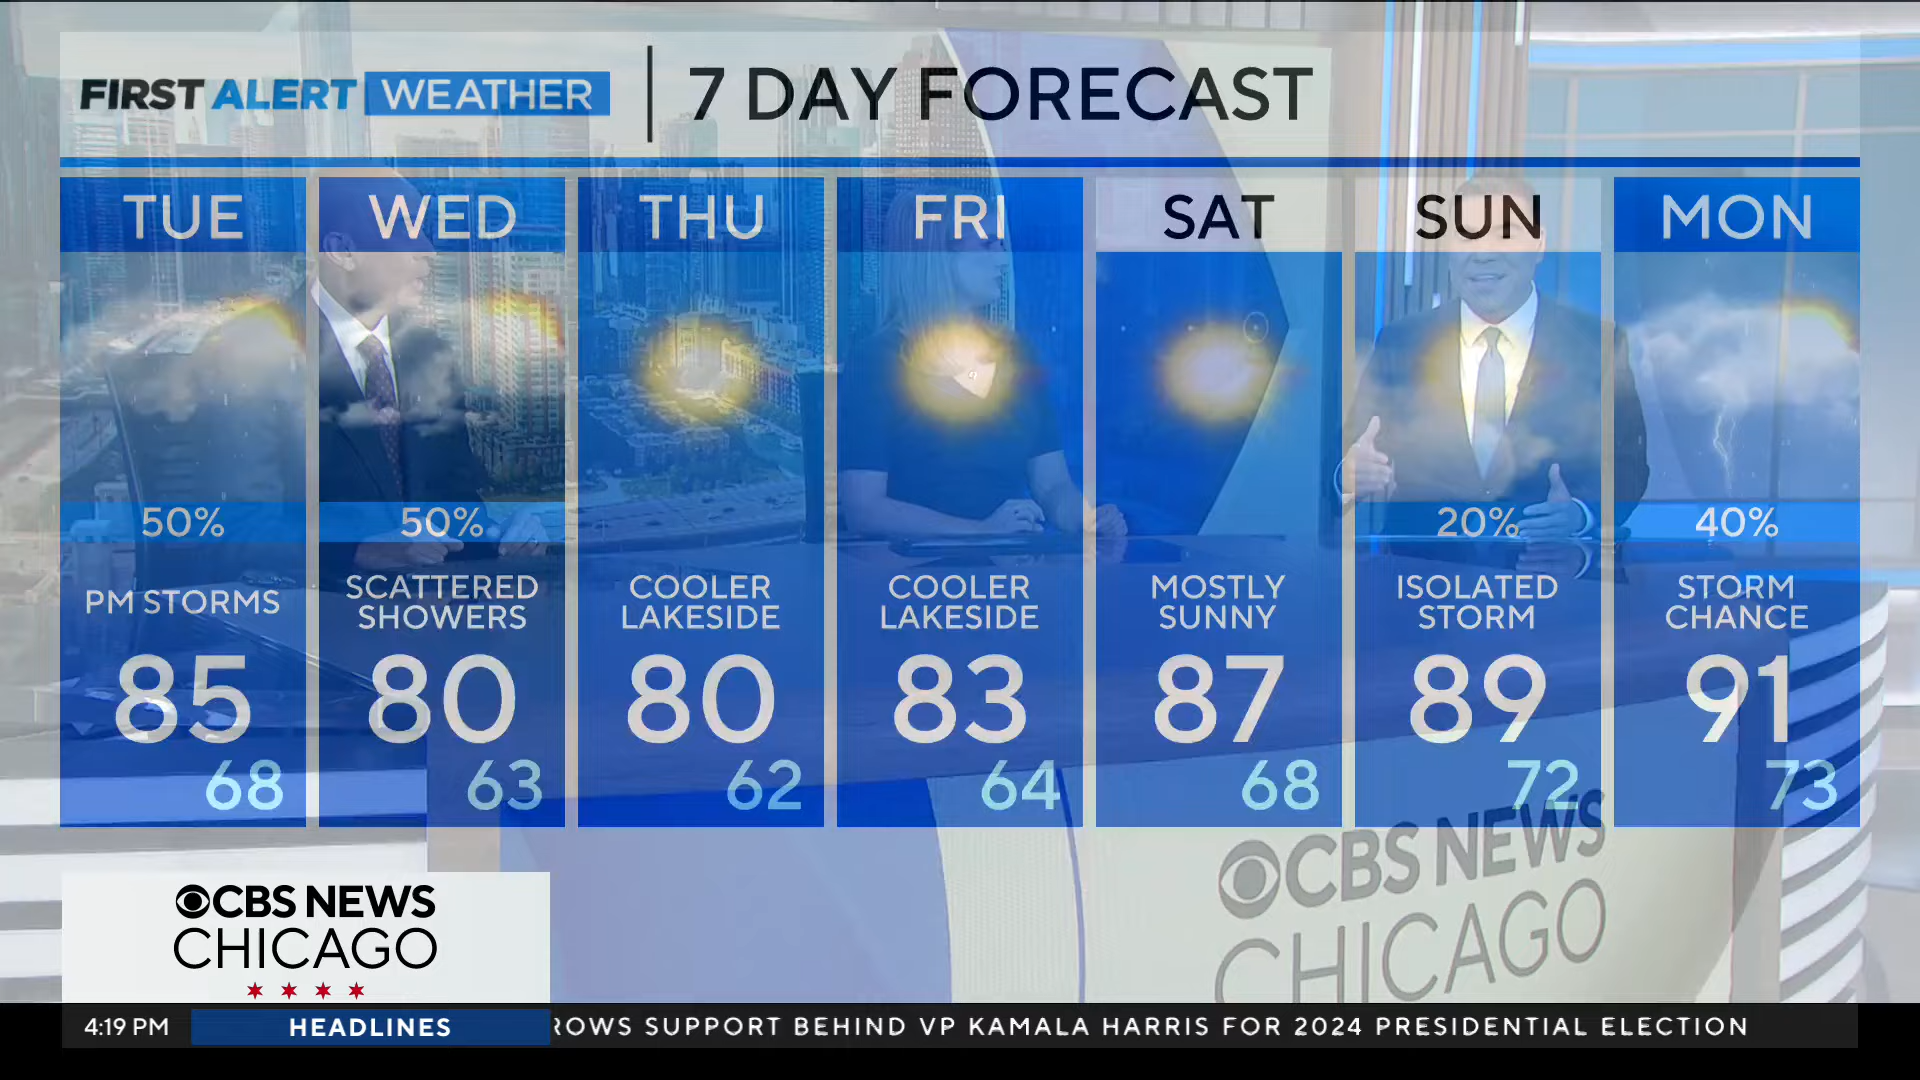 FIRST ALERT WEATHER
7 DAY FORECAST
TUE
50%
PM STORMS
85
68
WED
50%
SCATTERED
SHOWERS
80
63
THU
COOLER
LAKESIDE
80
62
FRI
COOLER
LAKESIDE
83
64
SAT
MOSTLY
SUNNY
87
68
SUN
20%
ISOLATED
STORM
89
72
MON
40%
STORM
CHANCE
91
73
CBS NEWS
CHICAGO
CBS NEWS
CHICAGO
4:19 PM
HEADLINES
ROWS SUPPORT BEHIND VP KAMALA HARRIS FOR 2024 PRESIDENTIAL ELECTION